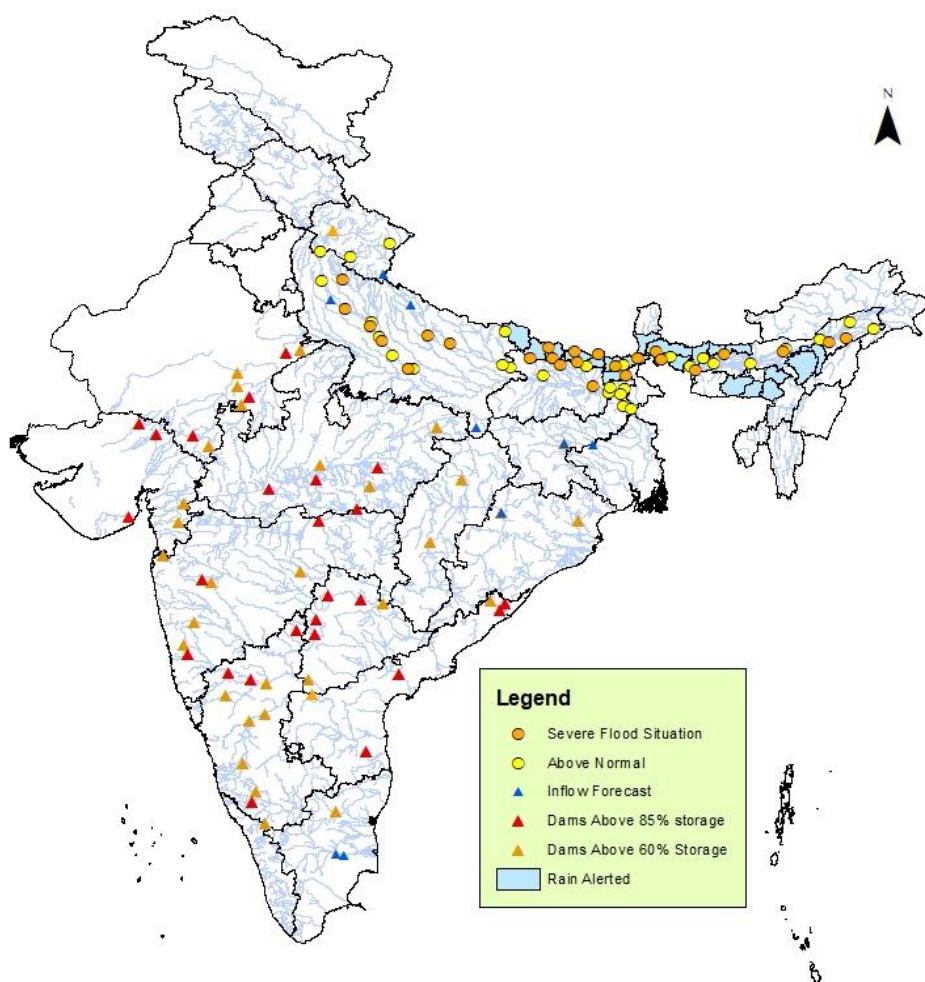 N
Legend
Severe Flood Situation
Above Normal
Inflow Forecast
Dams Above 85% storage
Dams Above 60% Storage
Rain Alerted